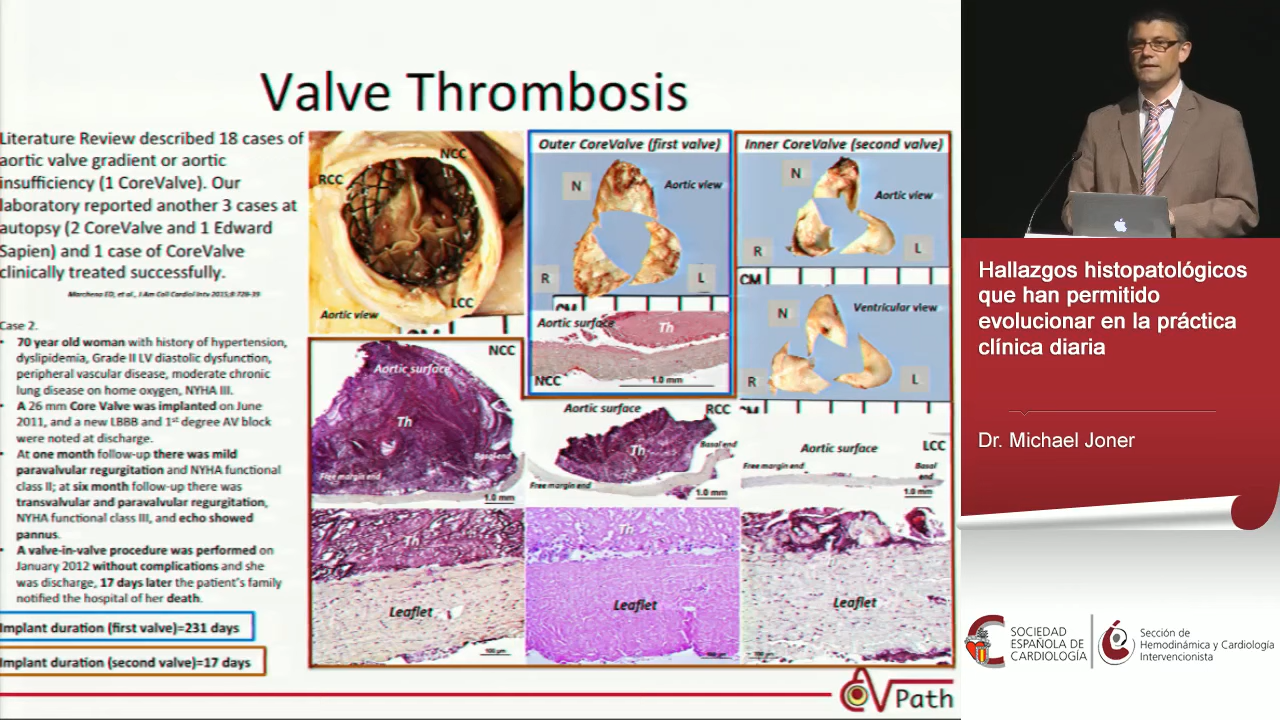 Valve Thrombosis
Literature Review described 18 cases of
aortic valve gradient or aortic
insufficiency (1 CoreValve). Our
laboratory reported another 3 cases at
autopsy (2 CoreValve and 1 Edward
Sapien) and 1 case of CoreValve
clinically treated successfully.
Case 2.
• 70 year old woman with history of hypertension,
dyslipidemia, Grade II LV diastolic dysfunction,
peripheral vascular disease, moderate chronic
lung disease on home oxygen, NYHA III.
• A 26 mm Core Valve was implanted on June
2011, and a new LBBB and 1st degree AV block
were noted at discharge.
• At one month follow-up there was mild
paravalvular regurgitation and NYHA functional
class II; at six month follow-up there was
transvalvular and paravalvular regurgitation,
NYHA functional class III, and echo showed
pannus.
• A valve-in-valve procedure was performed on
January 2012 without complications and she
was discharge, 17 days later the patient's family
notified the hospital of her death.
Implant duration (first valve)=231 days
Implant duration (second valve)=17 days
NCC
RCC
LCC
Aortic view
Outer CoreValve (first valve)
N
Aortic view
R
L
CM
Aortic surface
Th
NCC
1.0 mm
Inner CoreValve (second valve)
N
Aortic view
R
L
CM
N
Ventricular view
R
L
NCC
Aortic surface
Th
Basal end
Free margin end
1.0 mm
Aortic surface
RCC
Th
Basal end
Free margin end
1.0 mm
Aortic surface
LCC
Free margin end
Basal
end
1.0 mm
Th
Leaflet
100 µm
Th
Leaflet
Leaflet
CVPath
Hallazgos histopatológicos
que han permitido
evolucionar en la práctica
clínica diaria
Dr. Michael Joner
SOCIEDAD
ESPAÑOLA DE
CARDIOLOGÍA
Sección de
Hemodinámica y Cardiología
Intervencionista